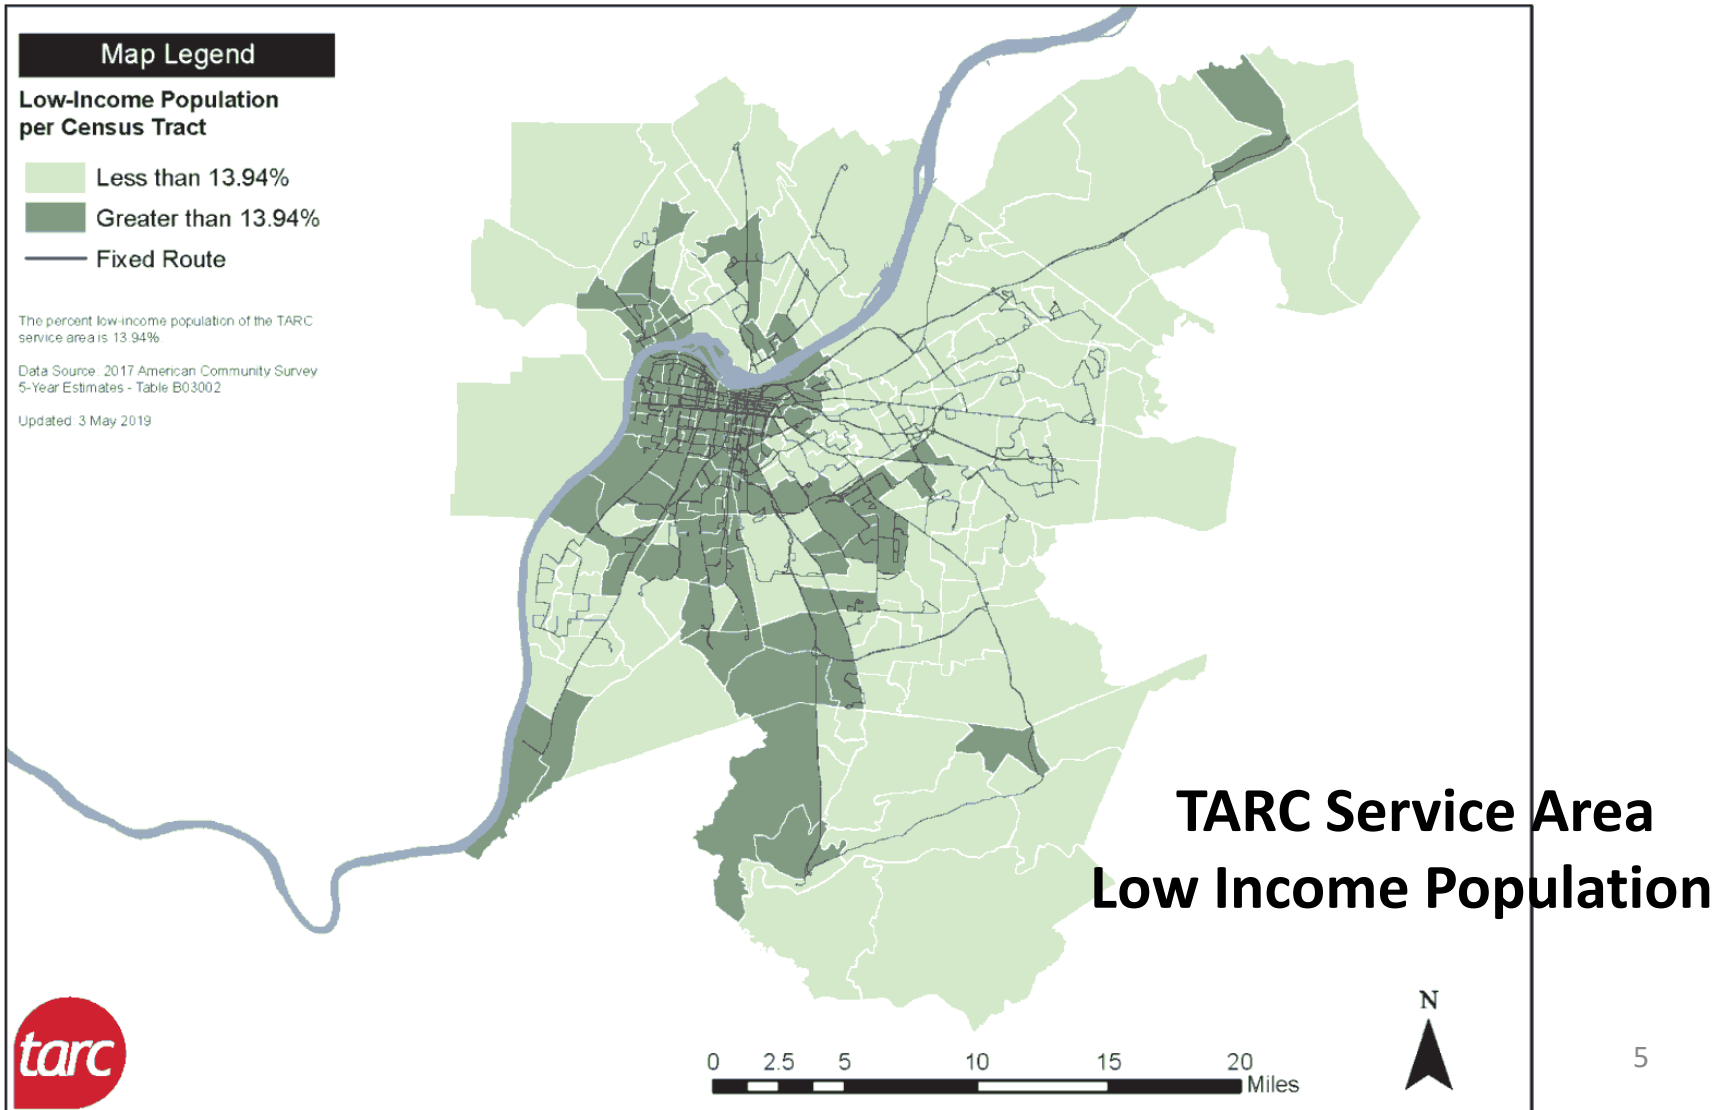 Map Legend
Low-Income Population
per Census Tract
Less than 13.94%
Greater than 13.94%
Fixed Route
The percent low-income population of the TARC
service area is 13.94%.
Data Source: 2017 American Community Survey
5-Year Estimates - Table B03002
Updated: 3 May 2019
TARC Service Area
Low Income Population
N
0 2.5 5 10 15 20
Miles
tarc
5